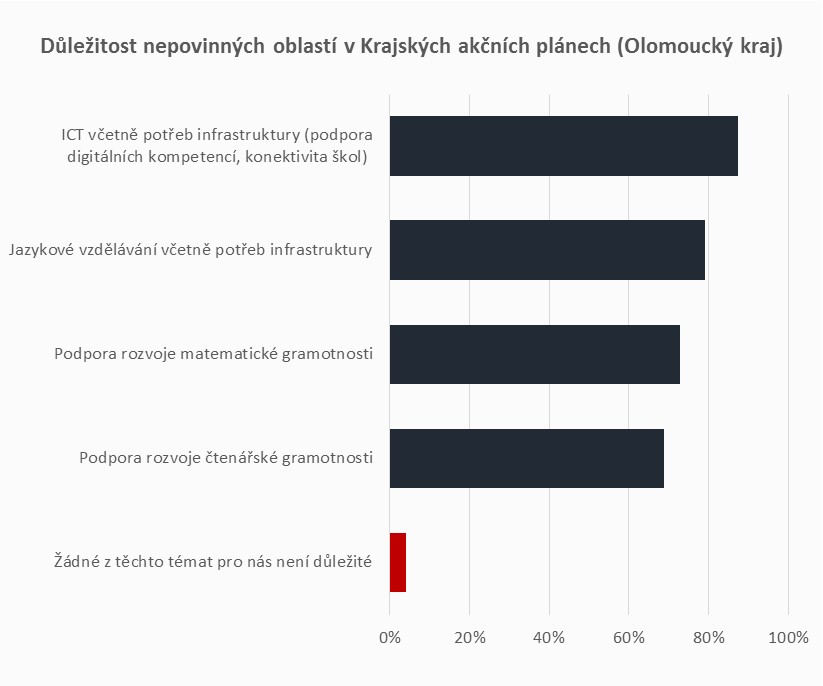 Důležitost nepovinných oblastí v Krajských akčních plánech (Olomoucký kraj)
ICT včetně potřeb infrastruktury (podpora
digitálních kompetencí, konektivita škol)
Jazykové vzdělávání včetně potřeb infrastruktury
Podpora rozvoje matematické gramotnosti
Podpora rozvoje čtenářské gramotnosti
Žádné z těchto témat pro nás není důležité
0% 20% 40% 60% 80% 100%